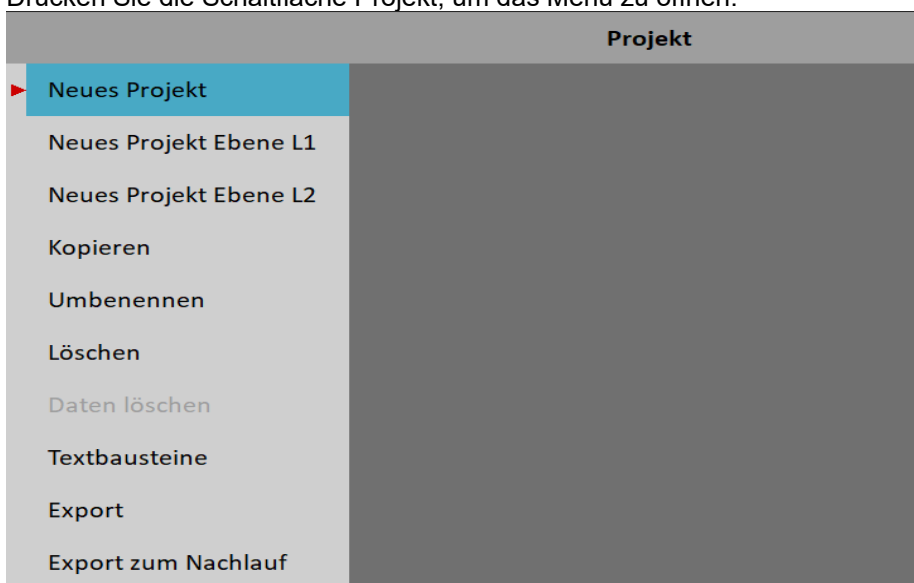 Drücken Sie die Schaltfläche Projekt, um das Menü zu öffnen.
Projekt
Neues Projekt
Neues Projekt Ebene L1
Neues Projekt Ebene L2
Kopieren
Umbenennen
Löschen
Daten löschen
Textbausteine
Export
Export zum Nachlauf